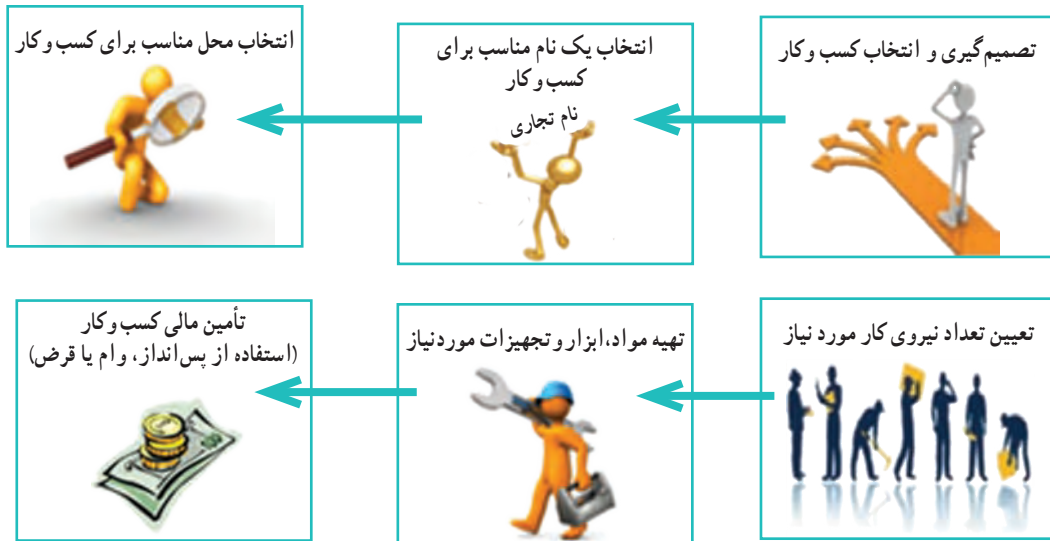 تصمیم‌گیری و انتخاب کسب و کار
انتخاب یک نام مناسب برای
کسب و کار
نام تجاری
انتخاب محل مناسب برای کسب و کار
تعیین تعداد نیروی کار مورد نیاز
تهیه مواد، ابزار و تجهیزات مورد نیاز
تأمین مالی کسب و کار
(استفاده از پس‌انداز، وام یا قرض)